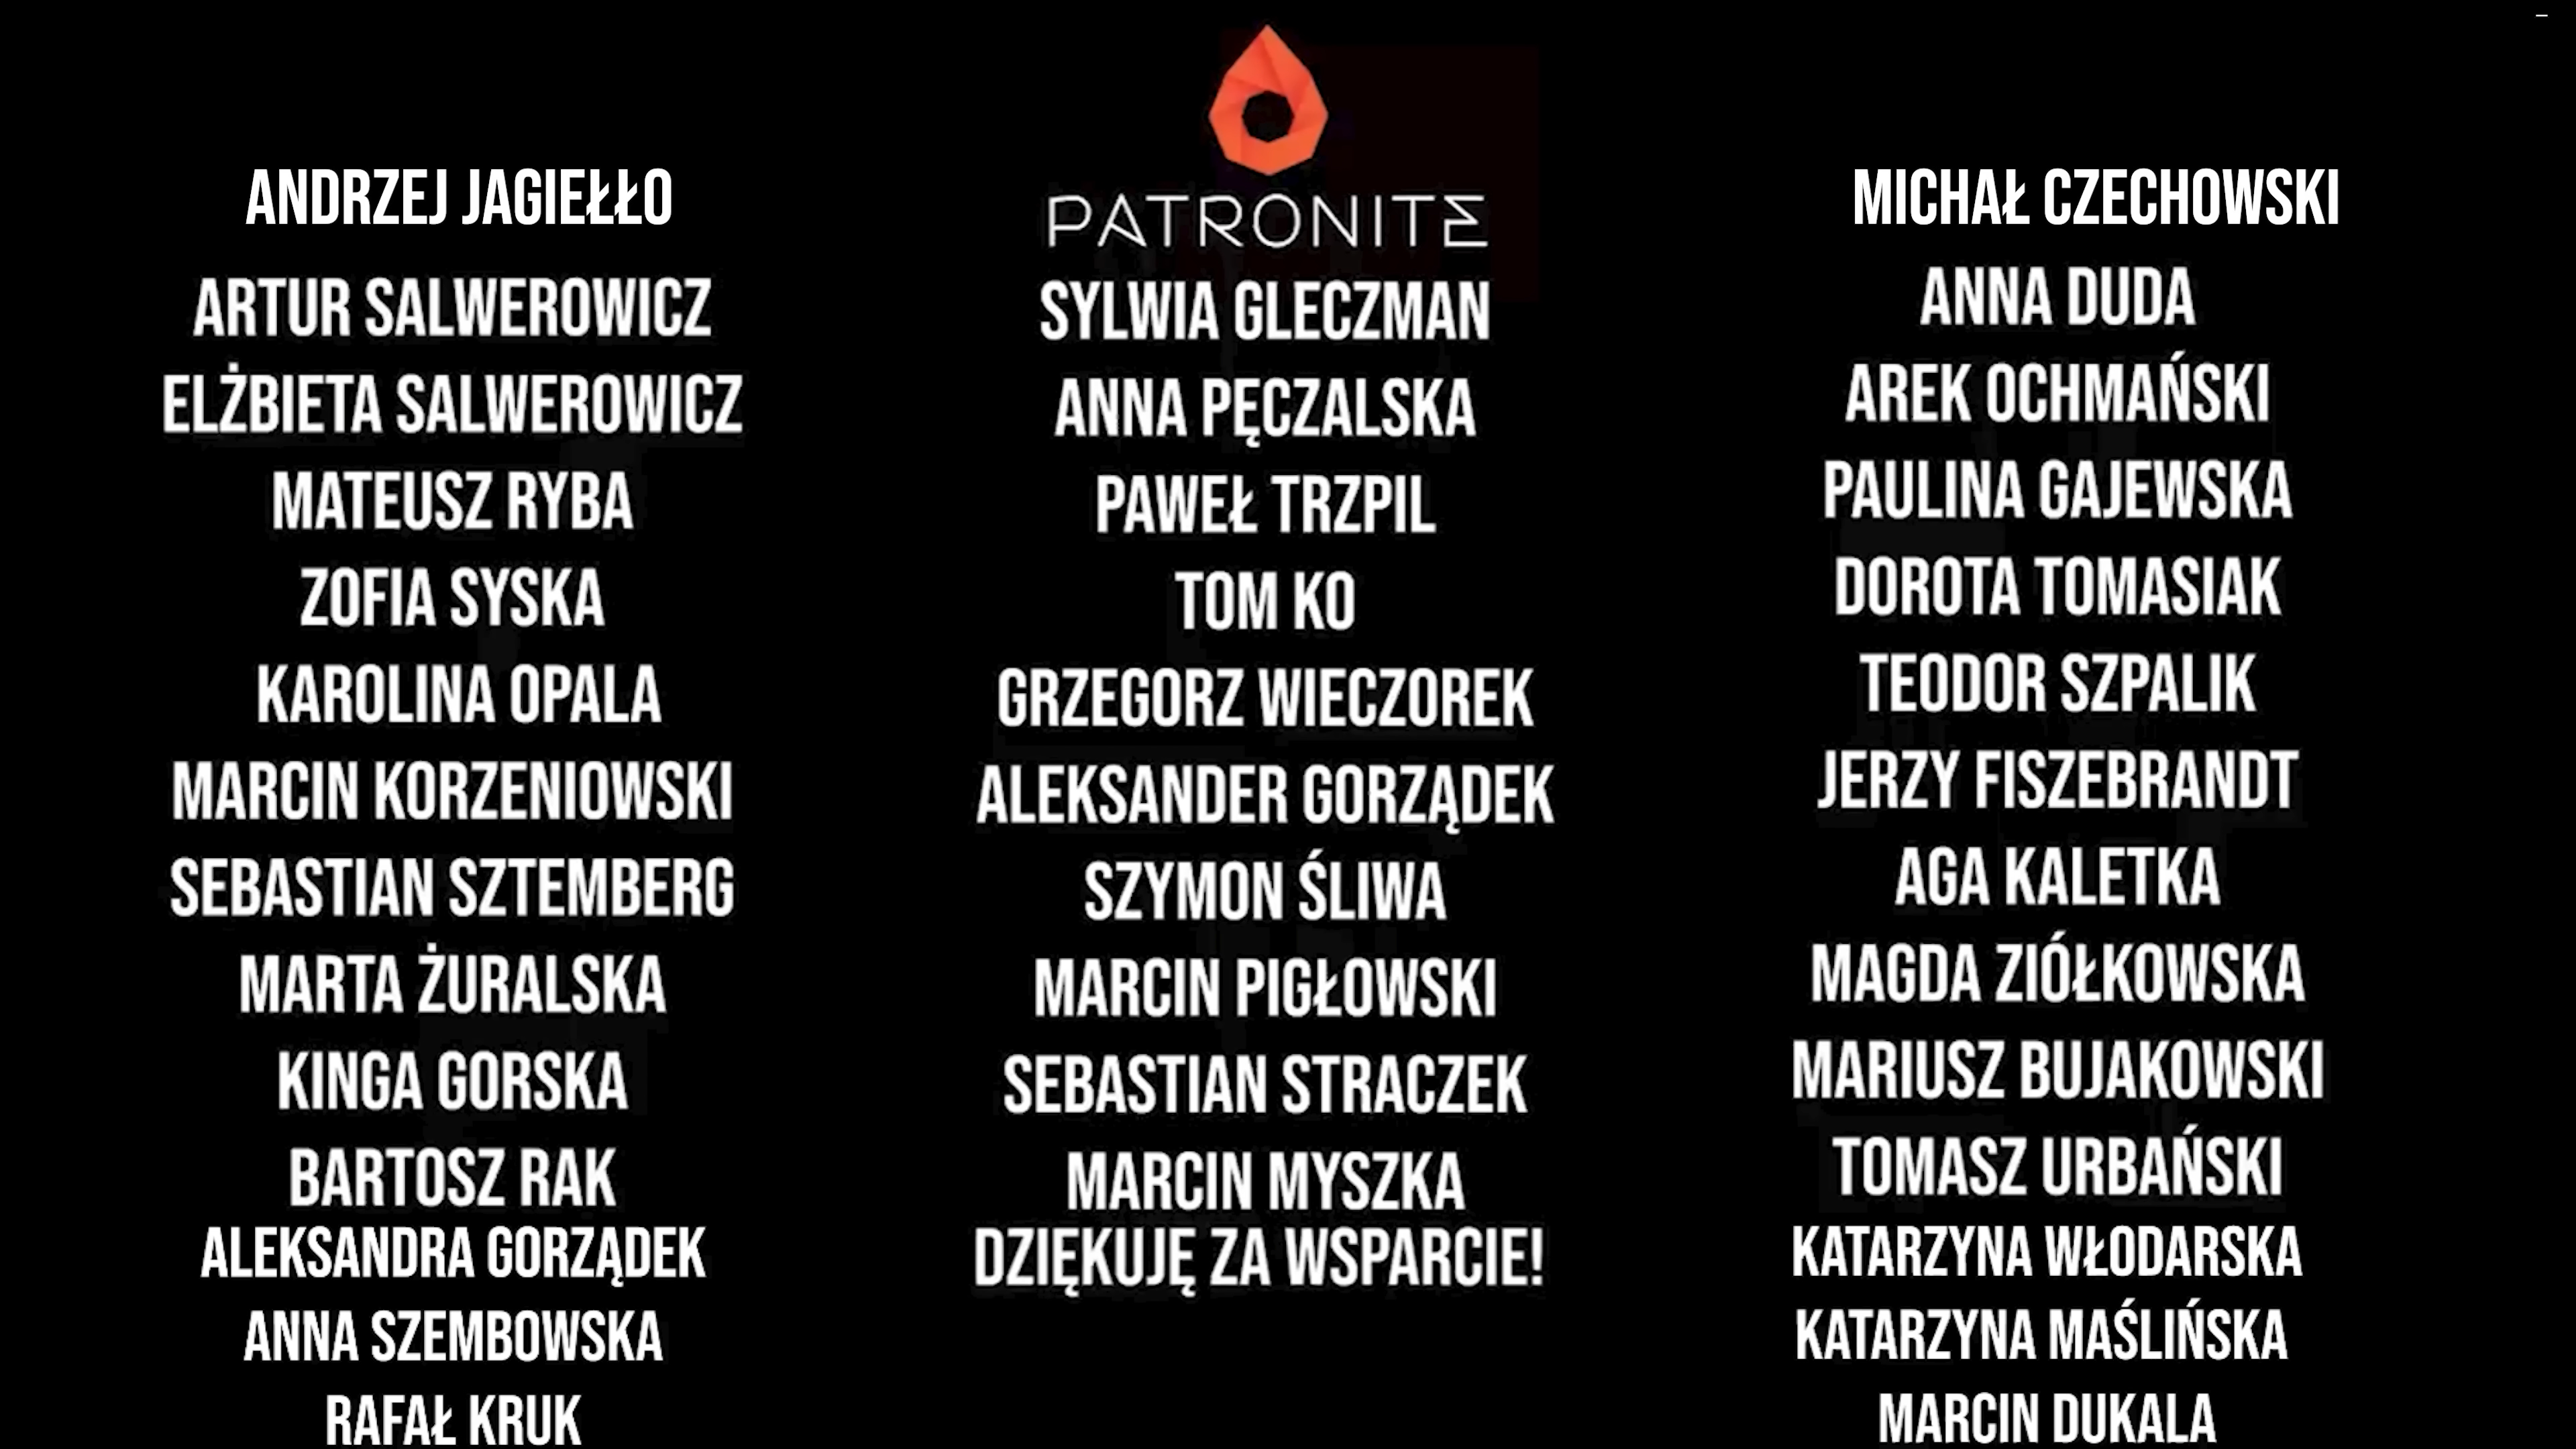 ANDRZEJ JAGIEŁŁO
ARTUR SALWEROWICZ
ELŻBIETA SALWEROWICZ
MATEUSZ RYBA
ZOFIA SYSKA
KAROLINA OPALA
MARCIN KORZENIOWSKI
SEBASTIAN SZTEMBERG
MARTA ŻURALSKA
KINGA GORSKA
BARTOSZ RAK
ALEKSANDRA GORZĄDEK
ANNA SZEMBOWSKA
RAFAŁ KRUK
PATRONITE
SYLWIA GLECZMAN
ANNA PĘCZALSKA
PAWEŁ TRZPIL
TOM KO
GRZEGORZ WIECZOREK
ALEKSANDER GORZĄDEK
SZYMON ŚLIWA
MARCIN PIGŁOWSKI
SEBASTIAN STRACZEK
MARCIN MYSZKA
DZIĘKUJĘ ZA WSPARCIE!
MICHAŁ CZECHOWSKI
ANNA DUDA
AREK OCHMAŃSKI
PAULINA GAJEWSKA
DOROTA TOMASIAK
TEODOR SZPALIK
JERZY FISZEBRANDT
AGA KALETKA
MAGDA ZIÓŁKOWSKA
MARIUSZ BUJAKOWSKI
TOMASZ URBAŃSKI
KATARZYNA WŁODARSKA
KATARZYNA MAŚLIŃSKA
MARCIN DUKALA